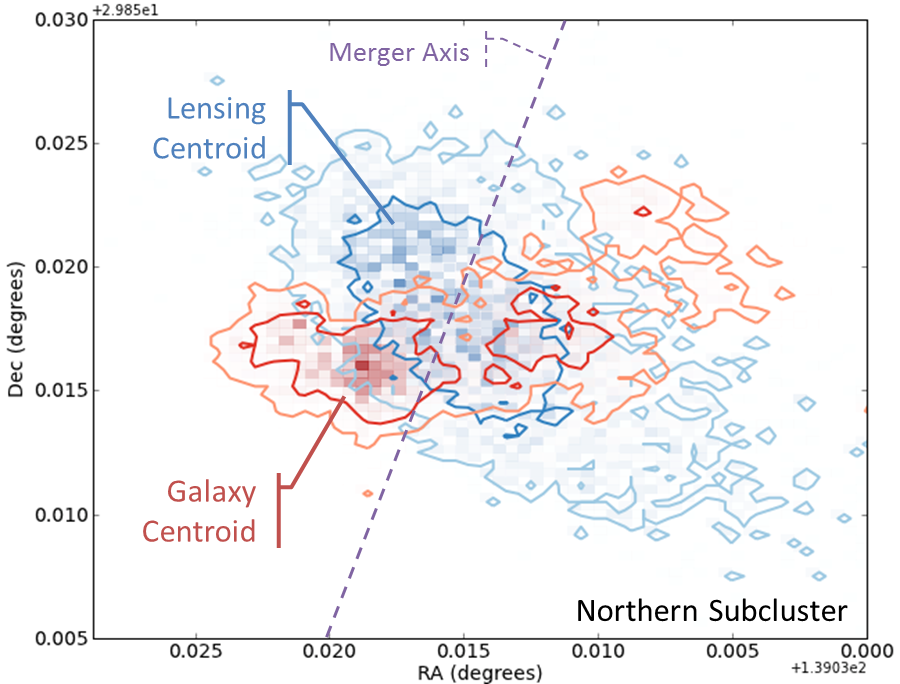 +2.985e1
0.030
Merger Axis
Lensing
Centroid
0.025
0.020
Dec (degrees)
0.015
Galaxy
Centroid
0.010
Northern Subcluster
0.005
0.025 0.020 0.015 0.010 0.005 0.000
RA (degrees)
+1.3903e2